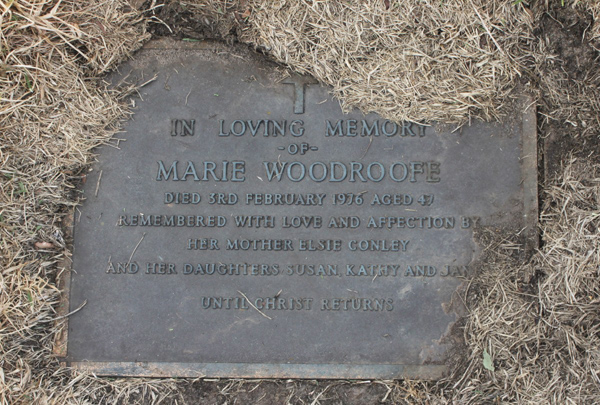 IN LOVING MEMORY
-OF-
MARIE WOODROOFE
DIED 3RD FEBRUARY 1976 AGED 47
REMEMBERED WITH LOVE AND AFFECTION BY
HER MOTHER ELSIE CONLEY
AND HER DAUGHTERS SUSAN, KATHY AND
UNTIL CHRIST RETURNS